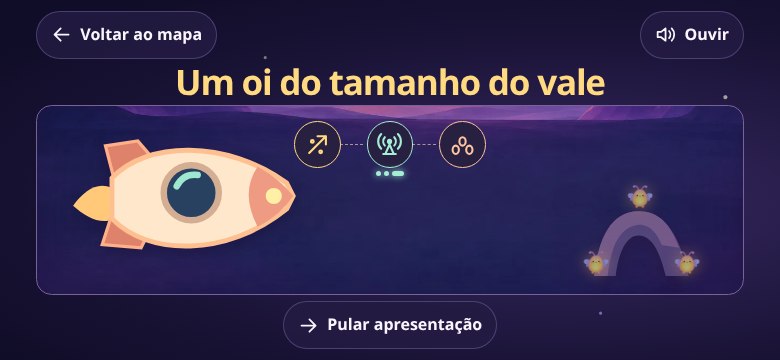 Voltar ao mapa
Ouvir
Um oi do tamanho do vale
Pular apresentação